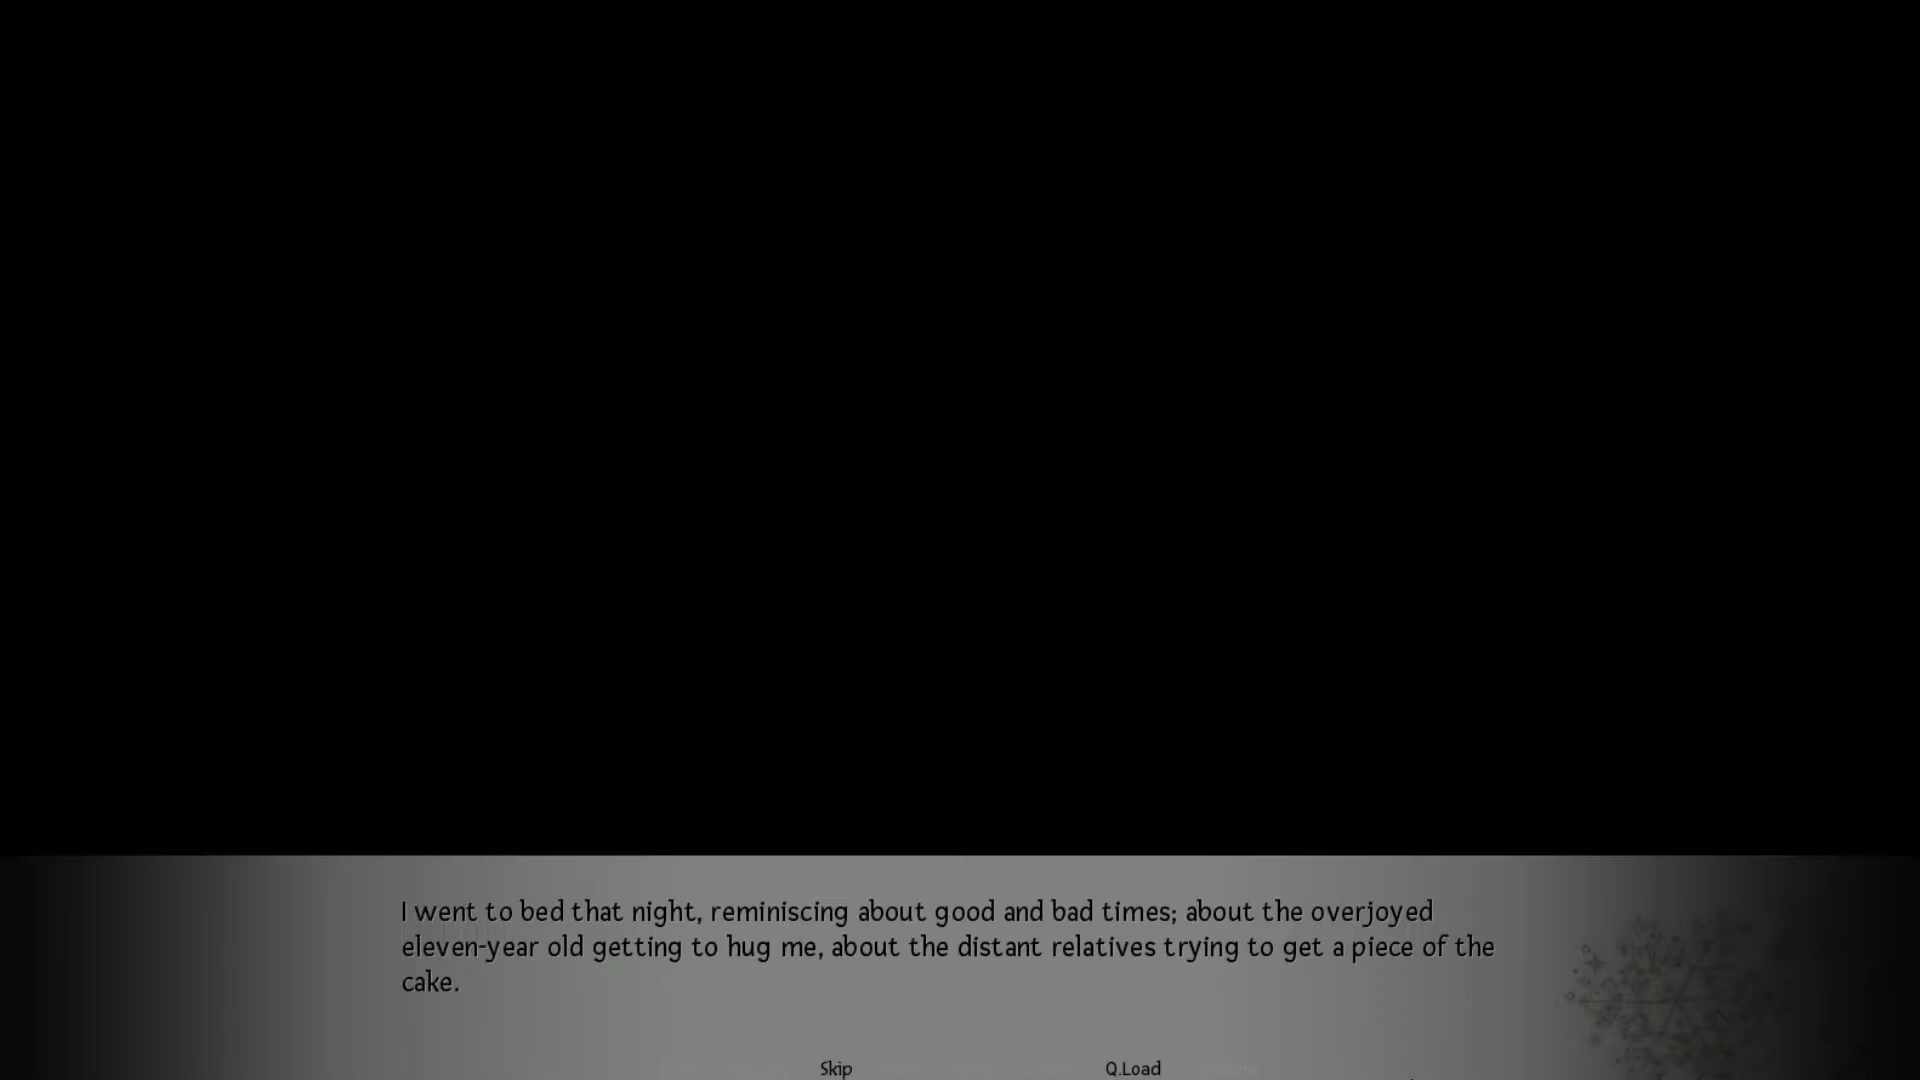 I went to bed that night, reminiscing about good and bad times; about the overjoyed
eleven-year old getting to hug me, about the distant relatives trying to get a piece of the
cake.
Skip Q.Load